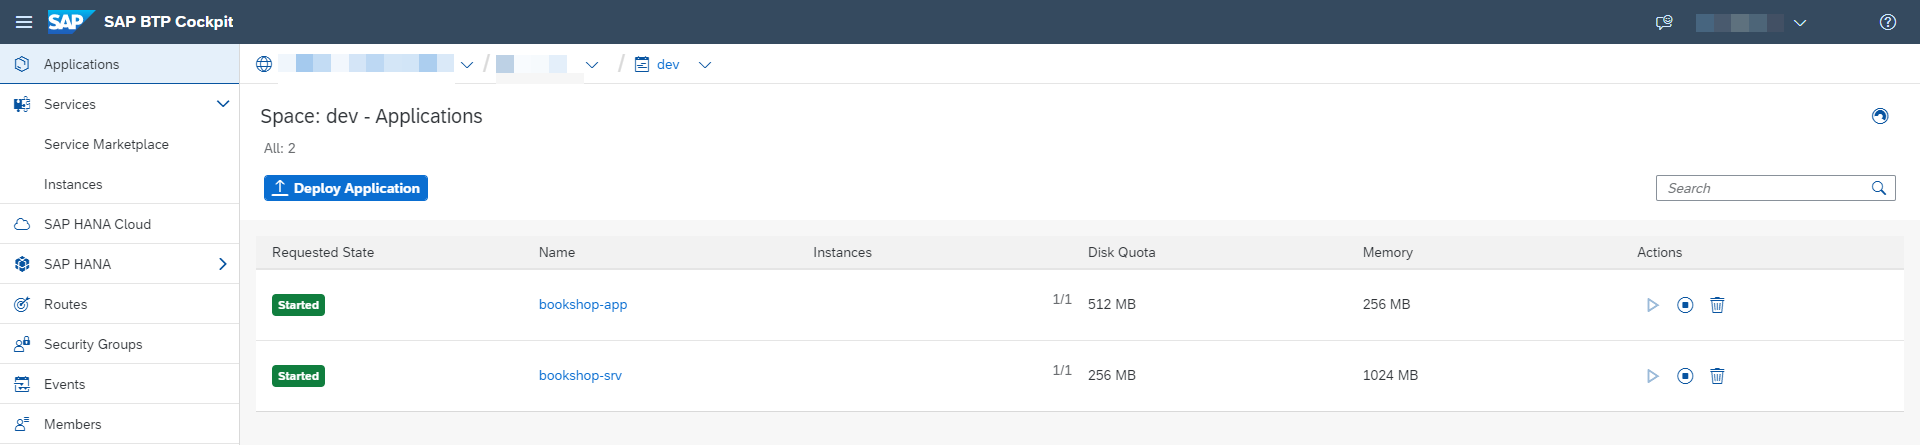 SAP SAP BTP Cockpit
Applications
/ / dev
Services
Service Marketplace
Instances
SAP HANA Cloud
SAP HANA
Routes
Security Groups
Events
Members
Space: dev - Applications
All: 2
Deploy Application
Search
Requested State Name Instances Disk Quota Memory Actions
Started bookshop-app 1/1 512 MB 256 MB
Started bookshop-srv 1/1 256 MB 1024 MB